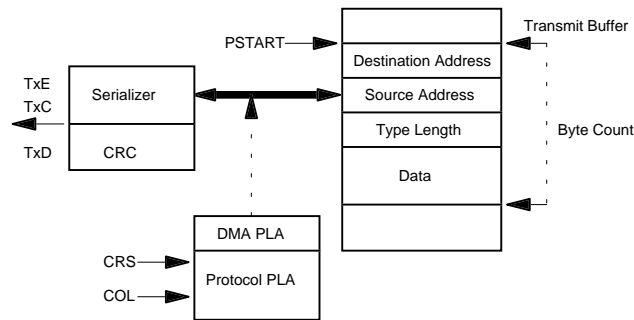 Transmit Buffer
PSTART
Destination Address
TxE
Serializer
Source Address
TxC
Type Length
Byte Count
TxD
CRC
Data
DMA PLA
CRS
Protocol PLA
COL